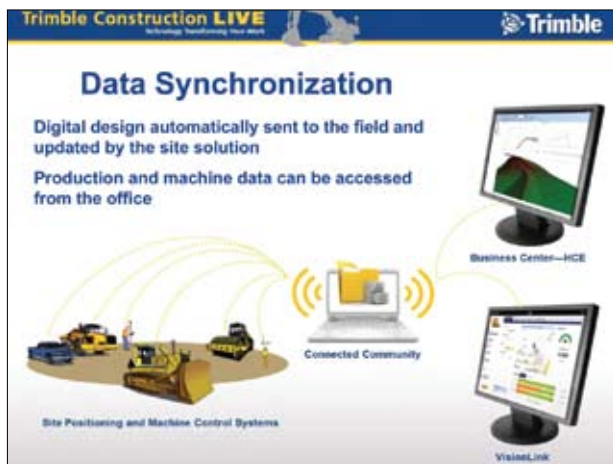 Trimble Construction LIVE
Technology Transforming Your Work
Trimble
Data Synchronization
Digital design automatically sent to the field and
updated by the site solution
Production and machine data can be accessed
from the office
Business Center—HCE
Connected Community
Site Positioning and Machine Control Systems
VisionLink